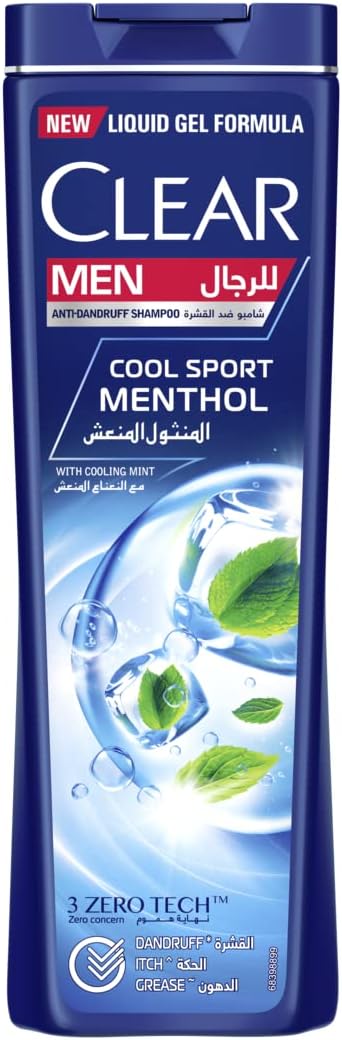 NEW LIQUID GEL FORMULA
CLEAR
MEN للرجال
ANTI-DANDRUFF SHAMPOO شامبو ضد القشرة
COOL SPORT
MENTHOL
المنثول المنعش
WITH COOLING MINT
مع النعناع المنعش
3 ZERO TECH™
Zero concern نهاية هموم
DANDRUFF* القشرة*
ITCH^ الحكة^
GREASE~ الدهون~
68398899